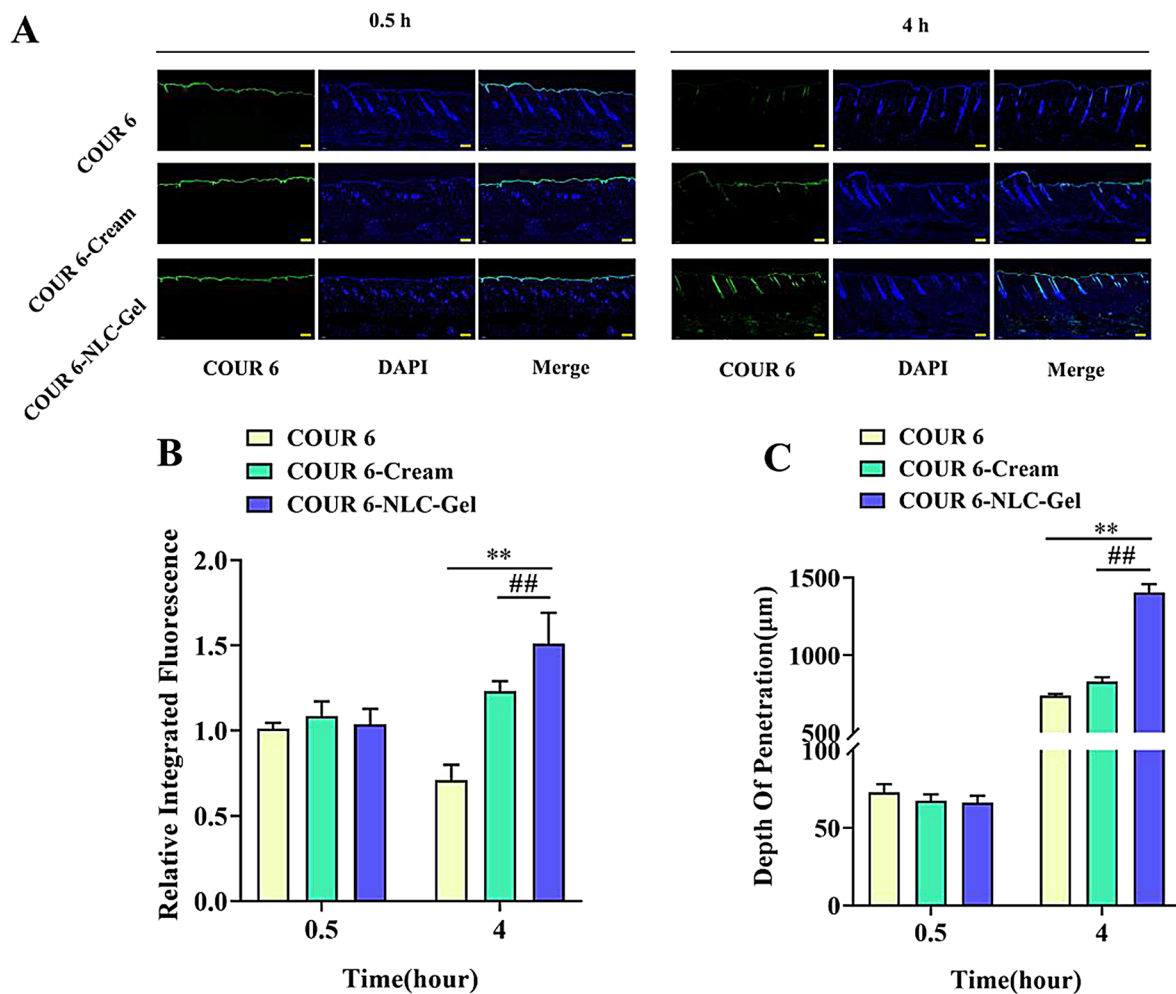 A
0.5 h
4 h
COUR 6
COUR 6-Cream
COUR 6-NLC-Gel
COUR 6 DAPI Merge
COUR 6 DAPI Merge
B
COUR 6
COUR 6-Cream
COUR 6-NLC-Gel
Relative Integrated Fluorescence
2.0
1.5
1.0
0.5
0.0
**
##
0.5 4
Time(hour)
C
COUR 6
COUR 6-Cream
COUR 6-NLC-Gel
Depth Of Penetration(μm)
1500
1000
500
100
50
0
**
##
0.5 4
Time(hour)